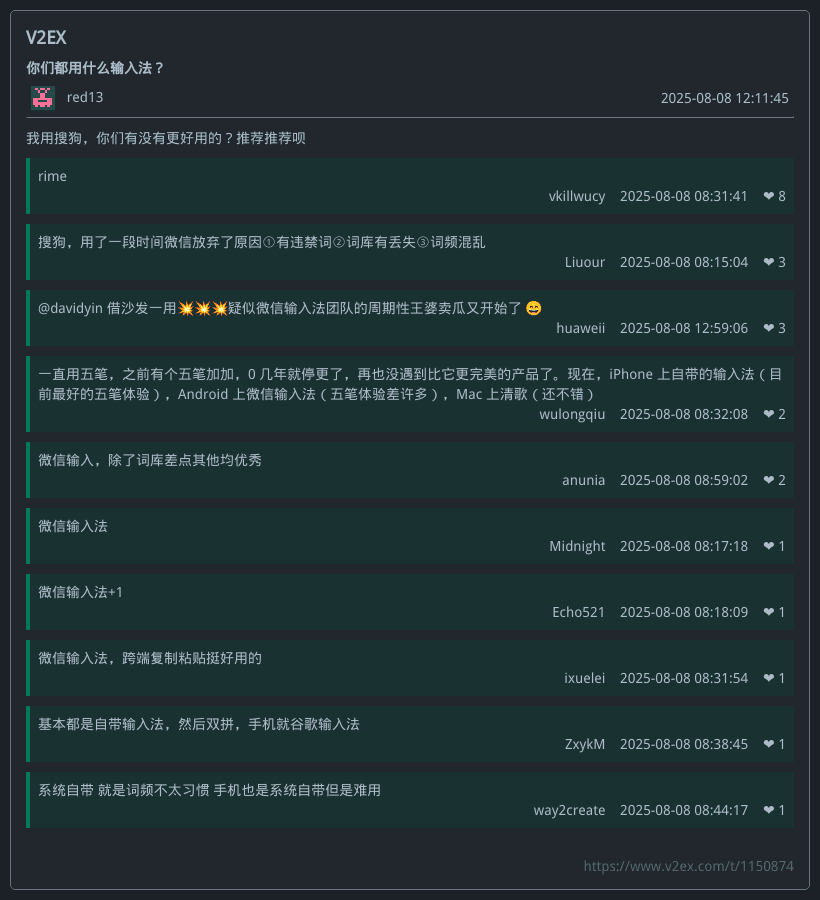 V2EX
你们都用什么输入法？
red13
2025-08-08 12:11:45
我用搜狗，你们有没有更好用的？推荐推荐呗
rime
vkillwucy 2025-08-08 08:31:41 ❤ 8
搜狗，用了一段时间微信放弃了原因①有违禁词②词库有丢失③词频混乱
Liuour 2025-08-08 08:15:04 ❤ 3
@davidyin 借沙发一用💥💥💥疑似微信输入法团队的周期性王婆卖瓜又开始了 😄
huaweii 2025-08-08 12:59:06 ❤ 3
一直用五笔，之前有个五笔加加，0 几年就停更了，再也没遇到比它更完美的产品了。现在，iPhone 上自带的输入法（目
前最好的五笔体验），Android 上微信输入法（五笔体验差许多），Mac 上清歌（还不错）
wulongqiu 2025-08-08 08:32:08 ❤ 2
微信输入，除了词库差点其他均优秀
anunia 2025-08-08 08:59:02 ❤ 2
微信输入法
Midnight 2025-08-08 08:17:18 ❤ 1
微信输入法+1
Echo521 2025-08-08 08:18:09 ❤ 1
微信输入法，跨端复制粘贴挺好用的
ixuelei 2025-08-08 08:31:54 ❤ 1
基本都是自带输入法，然后双拼，手机就谷歌输入法
ZxykM 2025-08-08 08:38:45 ❤ 1
系统自带 就是词频不太习惯 手机也是系统自带但是难用
way2create 2025-08-08 08:44:17 ❤ 1
https://www.v2ex.com/t/1150874